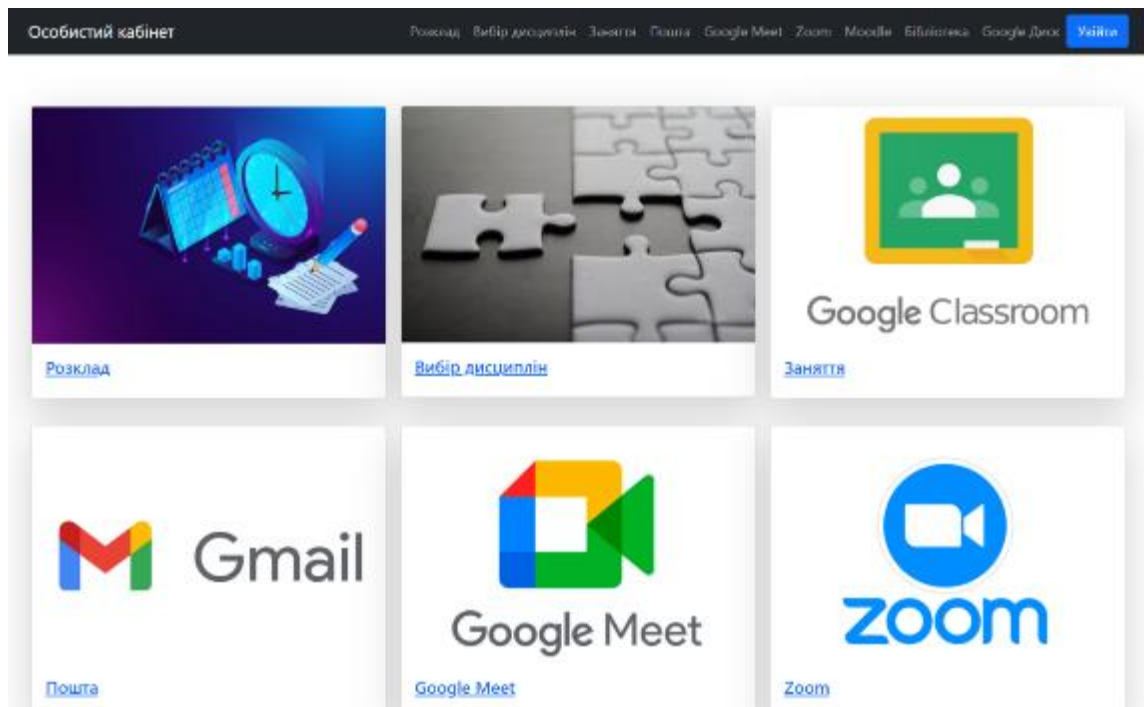 Особистий кабінет Розклад Вибір дисциплін Заняття Пошта Google Meet Zoom Moodle Бібліотека Google Диск Увійти
Google Classroom
Розклад Вибір дисциплін Заняття
Gmail
Google Meet
zoom
Пошта Google Meet Zoom